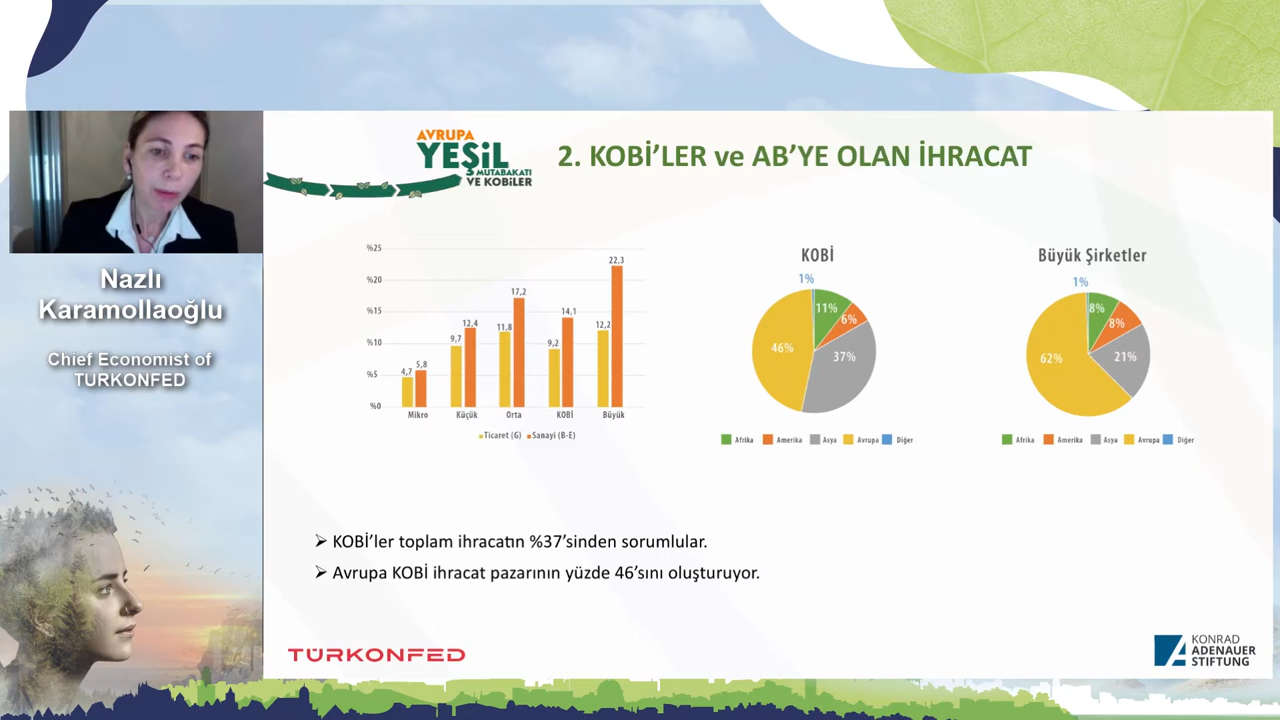 AVRUPA
YEŞİL
MUTABAKATI
VE KOBİLER
2. KOBİ'LER ve AB'YE OLAN İHRACAT
Nazlı
Karamollaoğlu
Chief Economist of
TURKONFED
%25
%20
%15
%10
%5
%0
4,7
5,8
9,7
12,4
11,8
17,2
9,2
14,1
12,2
22,3
Mikro
Küçük
Orta
KOBİ
Büyük
Ticaret (G)
Sanayi (B-E)
KOBİ
1%
11%
6%
37%
46%
Afrika
Amerika
Asya
Avrupa
Diğer
Büyük Şirketler
1%
8%
8%
21%
62%
Afrika
Amerika
Asya
Avrupa
Diğer
➢ KOBİ'ler toplam ihracatın %37'sinden sorumlular.
➢ Avrupa KOBİ ihracat pazarının yüzde 46'sını oluşturuyor.
TÜRKONFED
KONRAD
ADENAUER
STIFTUNG